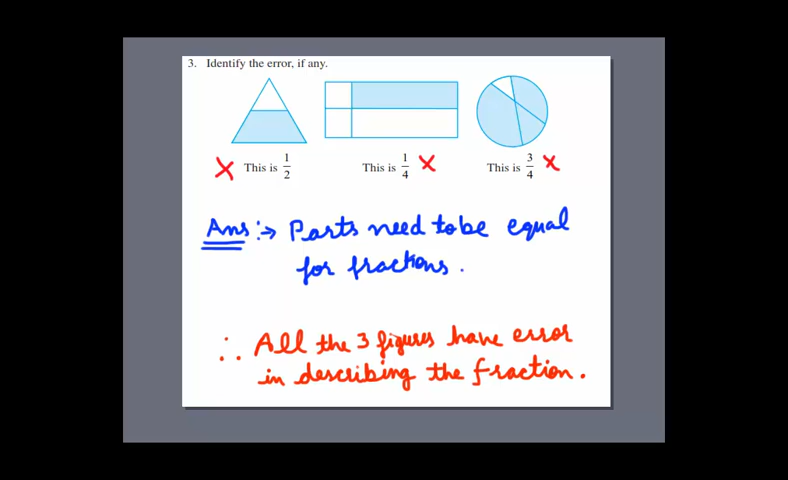 3. Identify the error, if any.
This is 1/2
This is 1/4
This is 3/4
Ans :→ Parts need to be equal
for fractions.
∴ All the 3 figures have error
in describing the fraction.